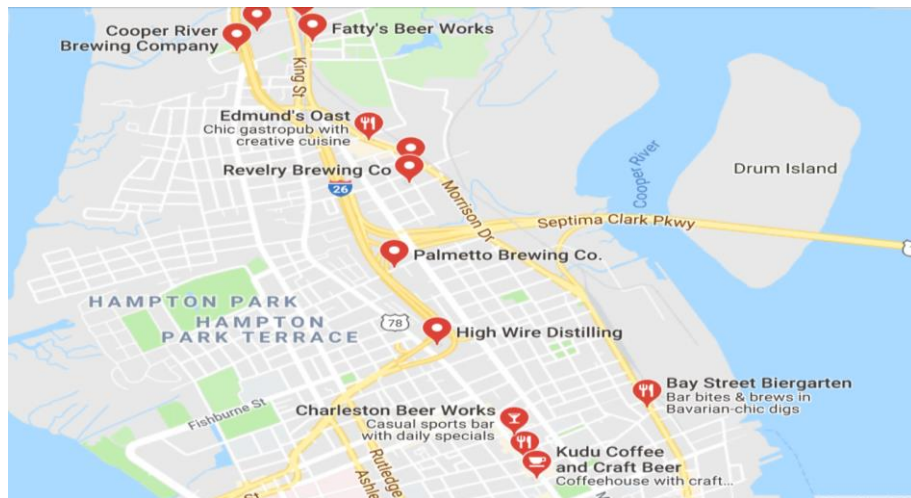 Cooper River
Brewing Company
Fatty's Beer Works
King St
Edmund's Oast
Chic gastropub with
creative cuisine
Revelry Brewing Co
26
Morrison Dr
Cooper River
Drum Island
Septima Clark Pkwy
Palmetto Brewing Co.
HAMPTON PARK
HAMPTON
PARK TERRACE
78
High Wire Distilling
Bay Street Biergarten
Bar bites & brews in
Bavarian-chic digs
Fishburne St
Charleston Beer Works
Casual sports bar
with daily specials
Kudu Coffee
and Craft Beer
Coffeehouse with craft...
Rutledge
Ashle
St
M